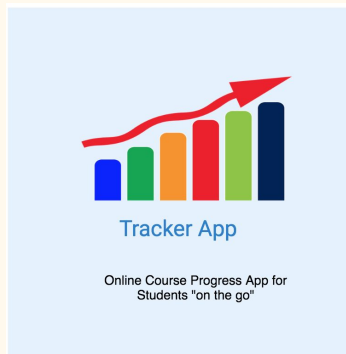 Tracker App
Online Course Progress App for
Students "on the go"